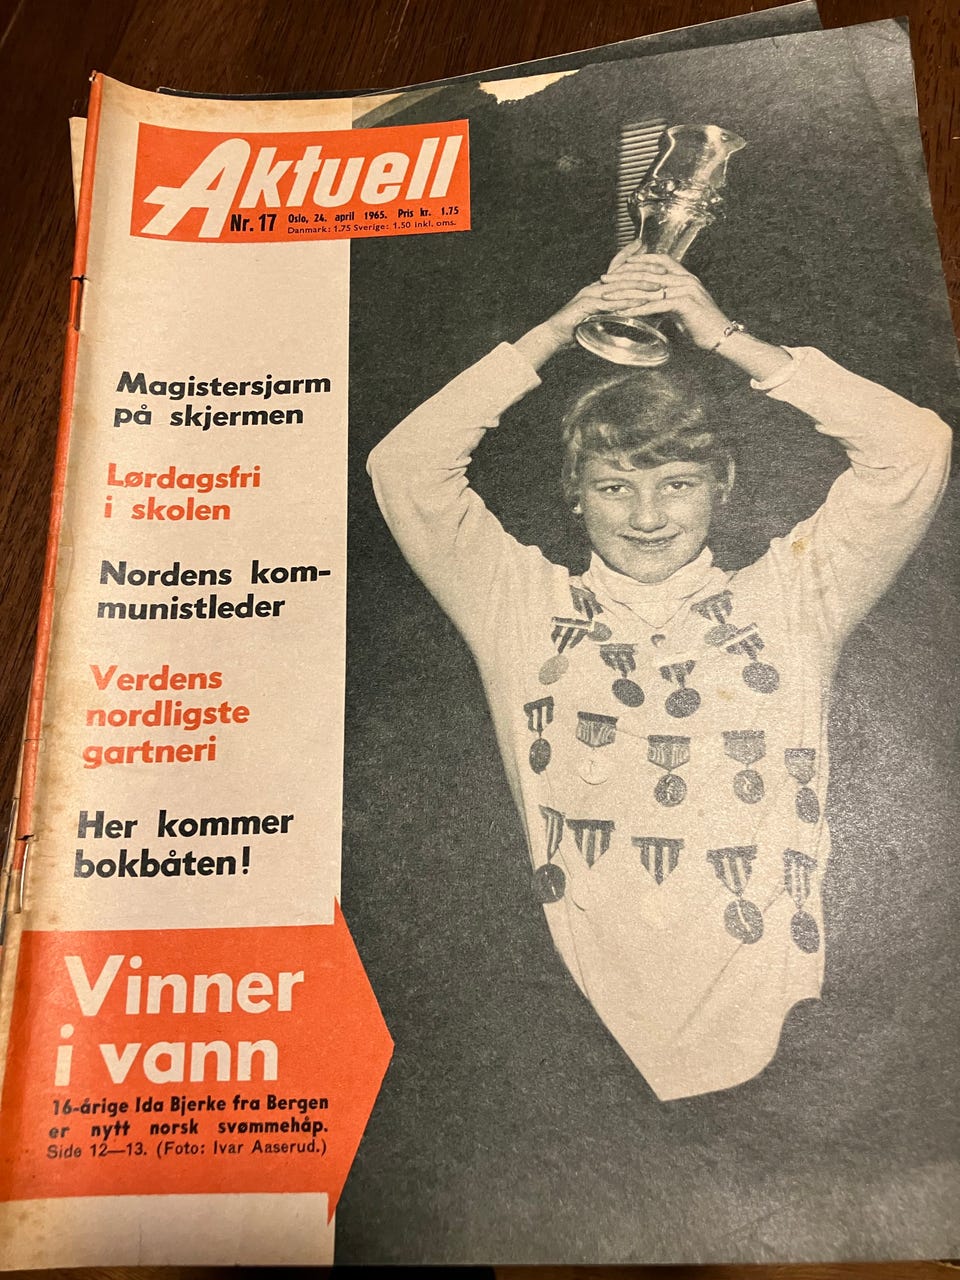 Aktuell
Nr. 17 Oslo, 24. april 1965. Pris kr. 1.75
Danmark: 1.75 Sverige: 1.50 inkl. oms.
Magistersjarm
på skjermen
Lørdagsfri
i skolen
Nordens kom-
munistleder
Verdens
nordligste
gartneri
Her kommer
bokbåten!
Vinner
i vann
16-årige Ida Bjerke fra Bergen
er nytt norsk svømmehåp.
Side 12—13. (Foto: Ivar Aaserud.)